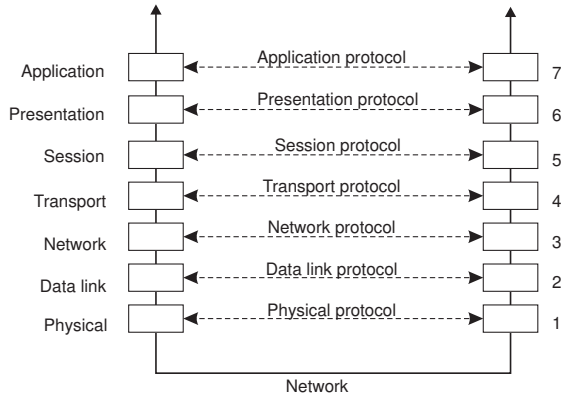 Application Application protocol 7
Presentation Presentation protocol 6
Session Session protocol 5
Transport Transport protocol 4
Network Network protocol 3
Data link Data link protocol 2
Physical Physical protocol 1
Network